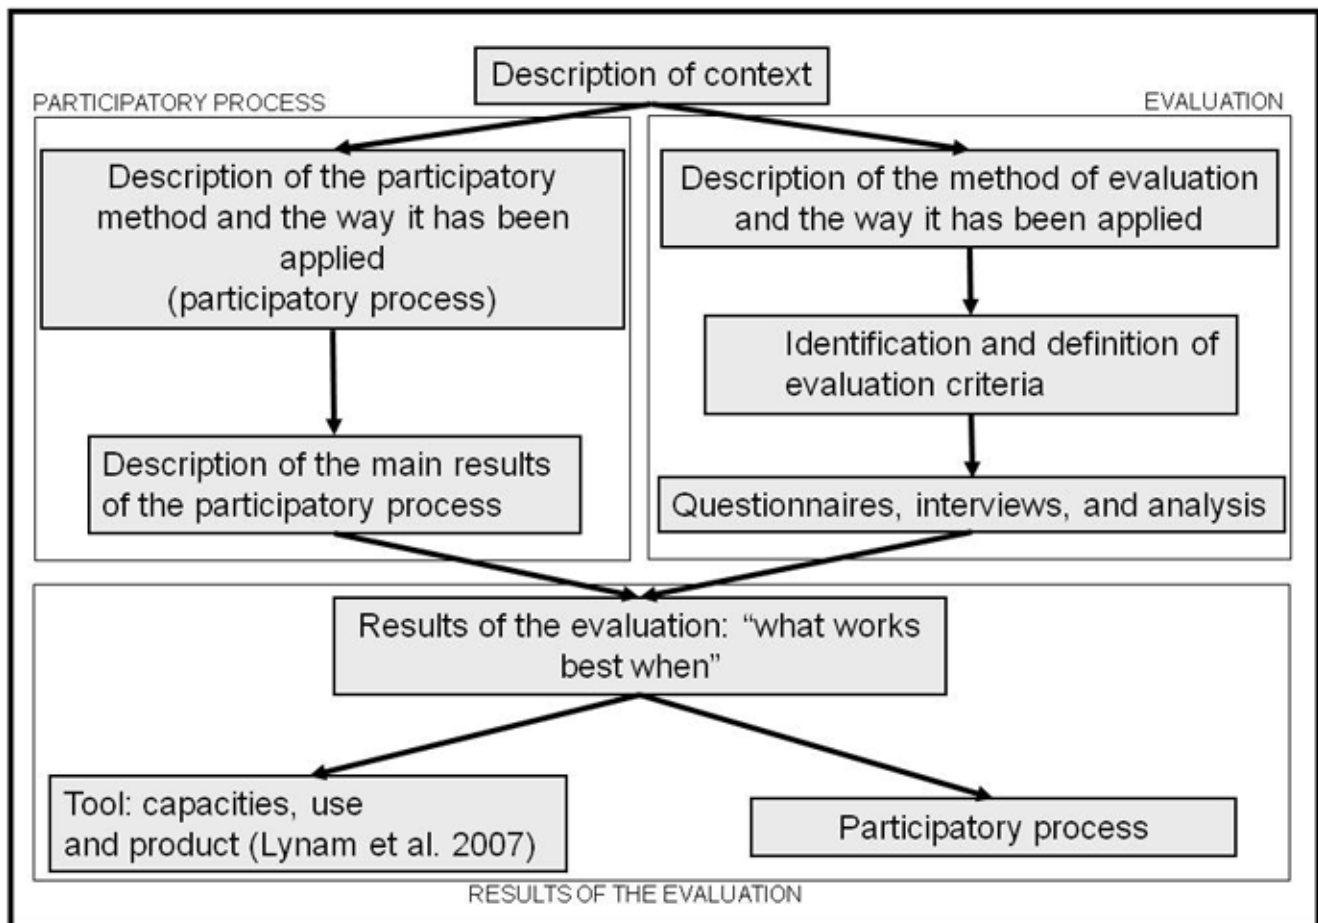 Description of context
PARTICIPATORY PROCESS
EVALUATION
Description of the participatory
method and the way it has been
applied
(participatory process)
Description of the method of evaluation
and the way it has been applied
Identification and definition of
evaluation criteria
Description of the main results
of the participatory process
Questionnaires, interviews, and analysis
Results of the evaluation: “what works
best when”
Tool: capacities, use
and product (Lynam et al. 2007)
Participatory process
RESULTS OF THE EVALUATION